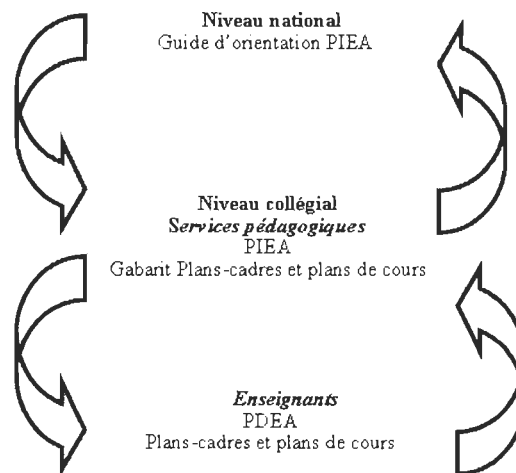 Niveau national
Guide d'orientation PIEA
Niveau collégial
Services pédagogiques
PIEA
Gabarit Plans-cadres et plans de cours
Enseignants
PDEA
Plans-cadres et plans de cours